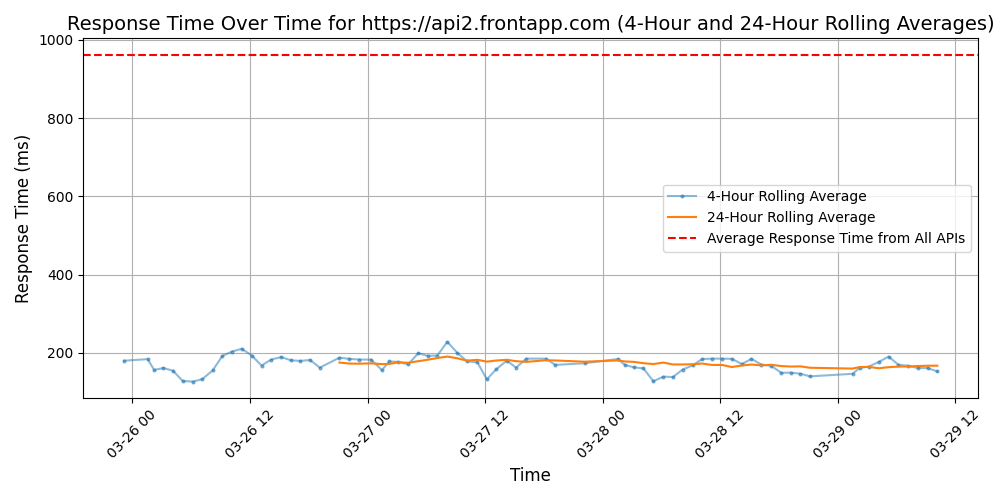 Response Time Over Time for https://api2.frontapp.com (4-Hour and 24-Hour Rolling Averages)
Response Time (ms)
1000
800
600
400
200
4-Hour Rolling Average
24-Hour Rolling Average
Average Response Time from All APIs
03-26 00
03-26 12
03-27 00
03-27 12
03-28 00
03-28 12
03-29 00
03-29 12
Time